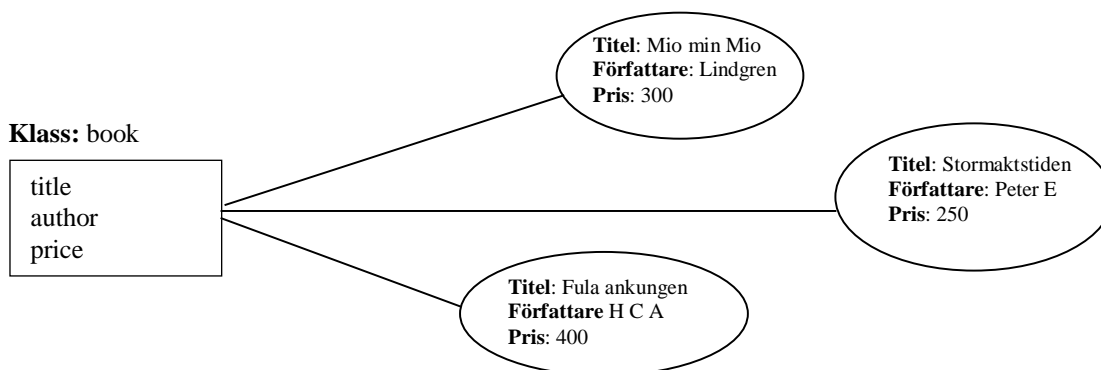 Titel: Mio min Mio
Författare: Lindgren
Pris: 300
Klass: book
title
author
price
Titel: Stormaktstiden
Författare: Peter E
Pris: 250
Titel: Fula ankungen
Författare H C A
Pris: 400